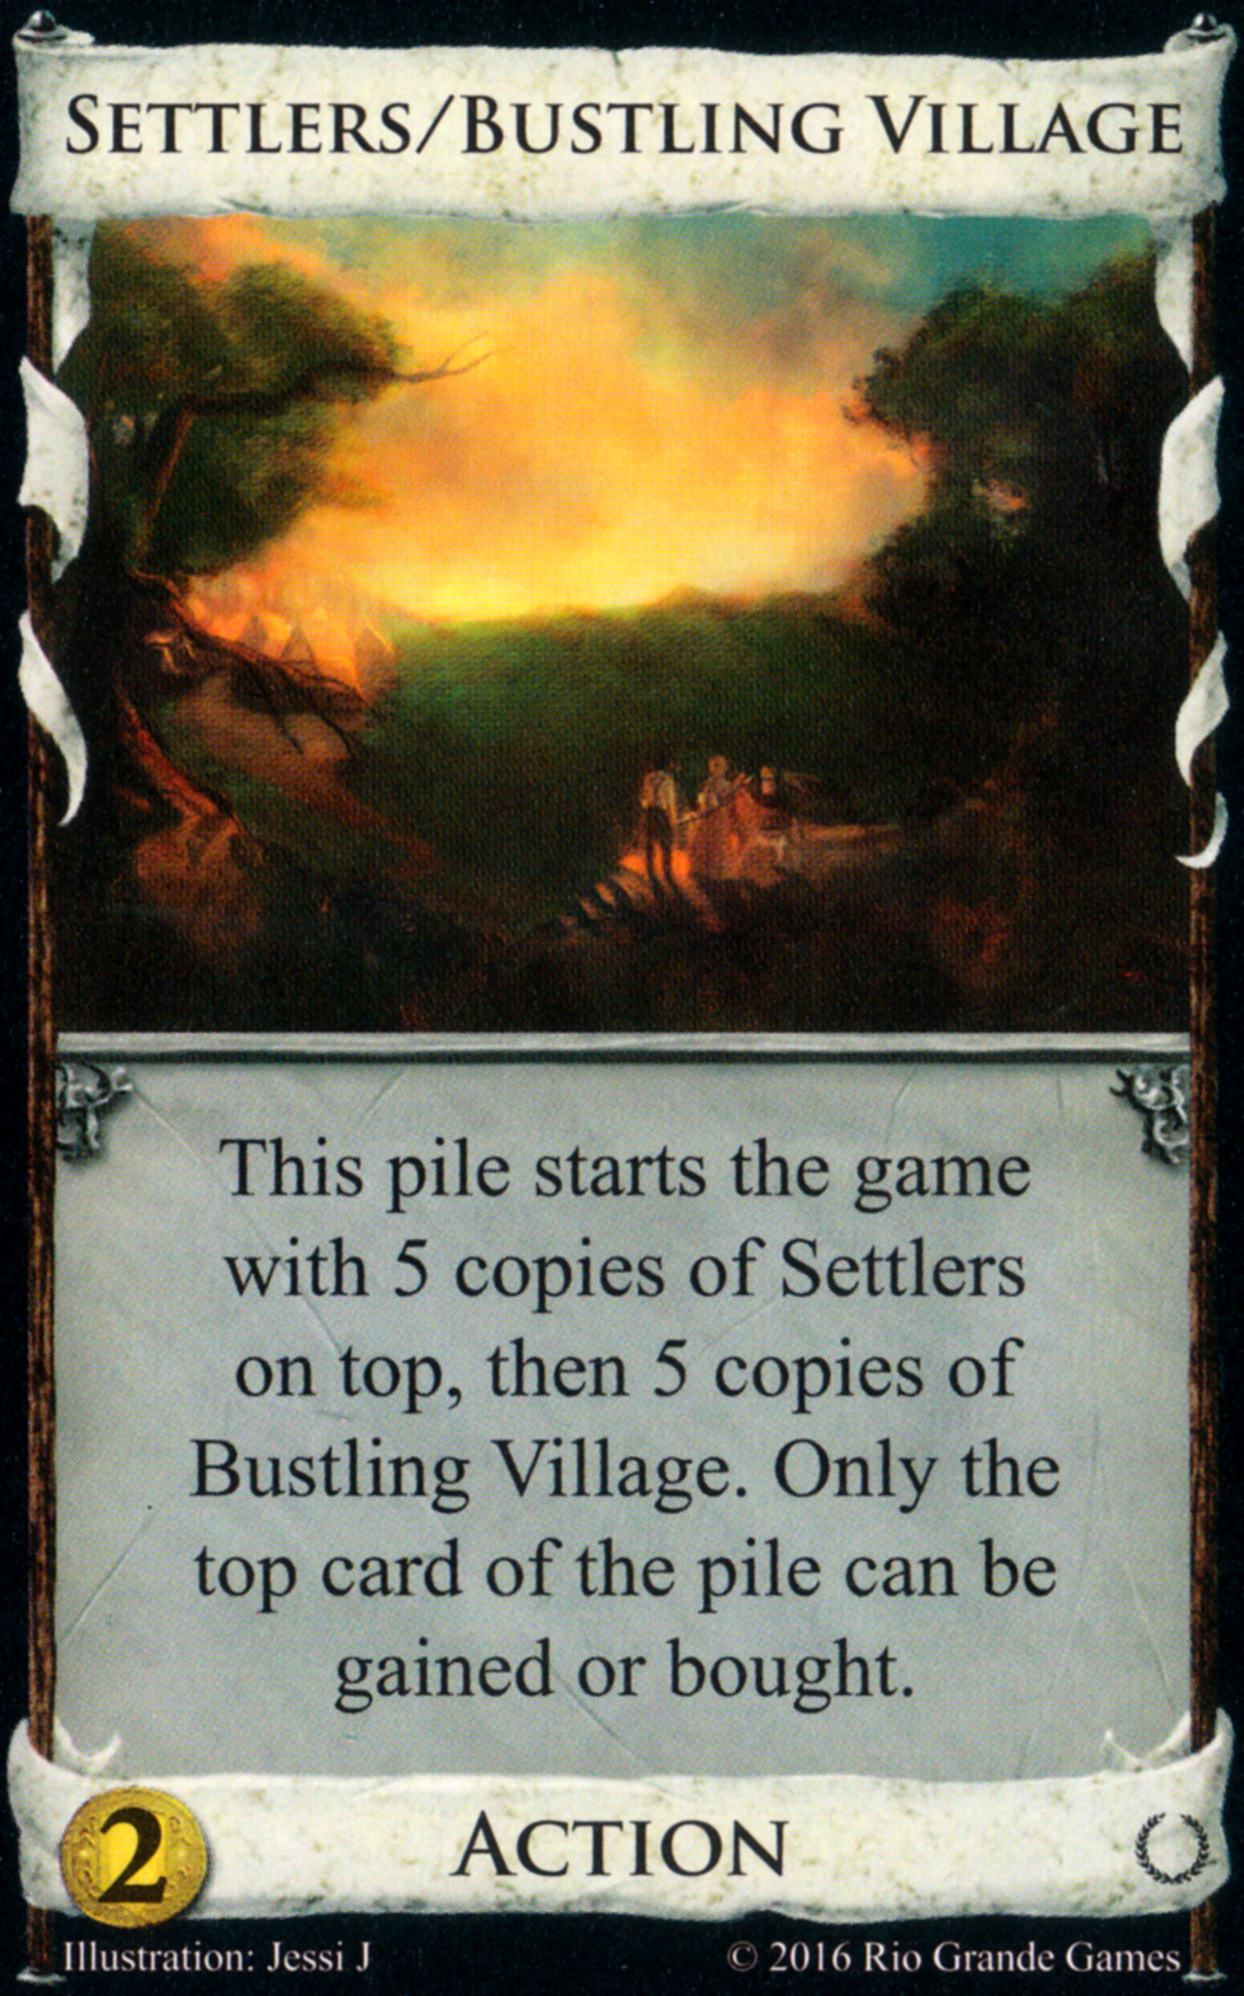 SETTLERS/BUSTLING VILLAGE
This pile starts the game
with 5 copies of Settlers
on top, then 5 copies of
Bustling Village. Only the
top card of the pile can be
gained or bought.
2
ACTION
Illustration: Jessi J
© 2016 Rio Grande Games